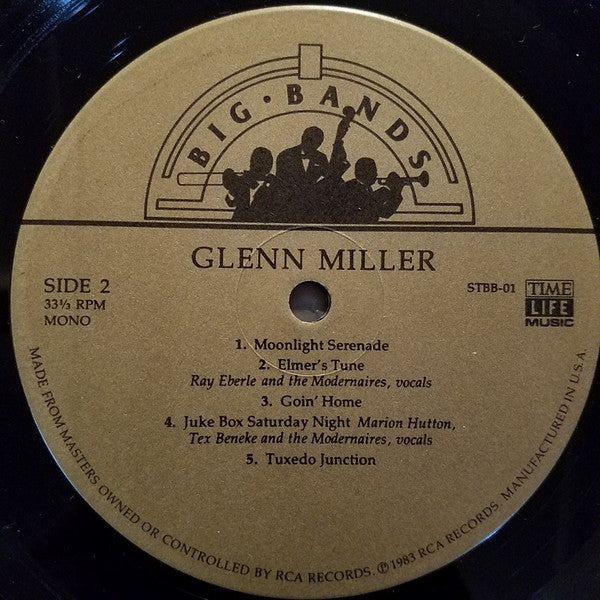 BIG • BANDS
GLENN MILLER
SIDE 2
33⅓ RPM
MONO
STBB-01
TIME
LIFE
MUSIC
1. Moonlight Serenade
2. Elmer's Tune
Ray Eberle and the Modernaires, vocals
3. Goin' Home
4. Juke Box Saturday Night Marion Hutton,
Tex Beneke and the Modernaires, vocals
5. Tuxedo Junction
MADE FROM MASTERS OWNED OR CONTROLLED BY RCA RECORDS. ℗1983 RCA RECORDS. MANUFACTURED IN U.S.A.